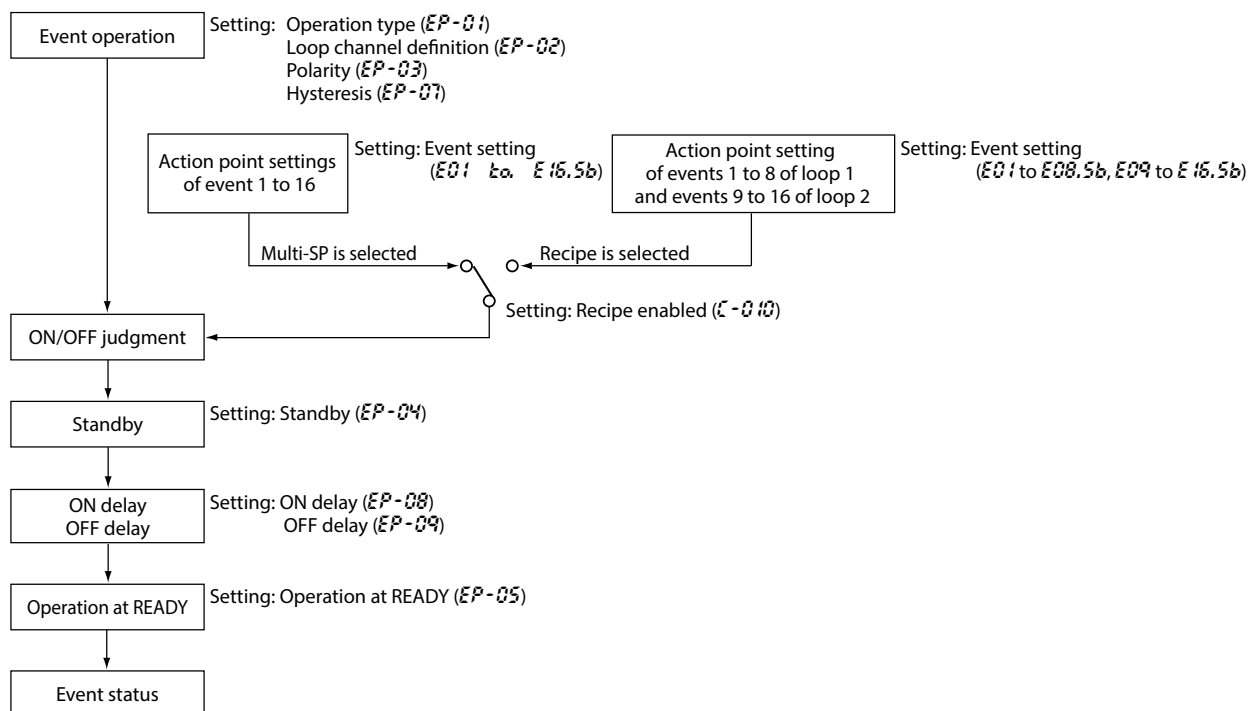 Event operation
Setting: Operation type (EP-01)
Loop channel definition (EP-02)
Polarity (EP-03)
Hysteresis (EP-07)
Action point settings
of event 1 to 16
Setting: Event setting
(E01 to. E16.Sb)
Action point setting
of events 1 to 8 of loop 1
and events 9 to 16 of loop 2
Setting: Event setting
(E01 to E08.Sb, E09 to E16.Sb)
Multi-SP is selected
Recipe is selected
Setting: Recipe enabled (C-010)
ON/OFF judgment
Standby
Setting: Standby (EP-04)
ON delay
OFF delay
Setting: ON delay (EP-08)
OFF delay (EP-09)
Operation at READY
Setting: Operation at READY (EP-05)
Event status